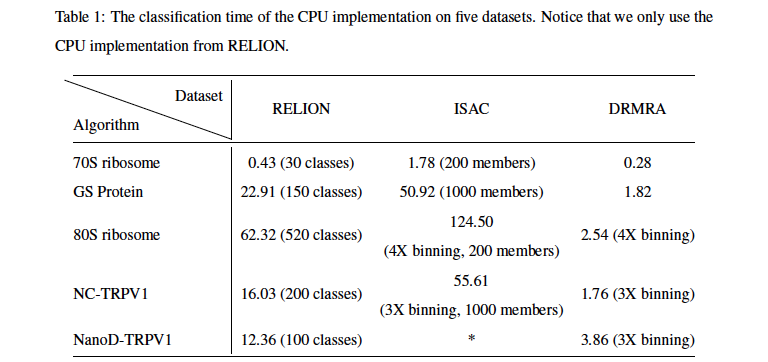 Table 1: The classification time of the CPU implementation on five datasets. Notice that we only use the
CPU implementation from RELION.
Dataset
Algorithm
RELION ISAC DRMRA
70S ribosome 0.43 (30 classes) 1.78 (200 members) 0.28
GS Protein 22.91 (150 classes) 50.92 (1000 members) 1.82
80S ribosome 62.32 (520 classes) 124.50 (4X binning, 200 members) 2.54 (4X binning)
NC-TRPV1 16.03 (200 classes) 55.61 (3X binning, 1000 members) 1.76 (3X binning)
NanoD-TRPV1 12.36 (100 classes) * 3.86 (3X binning)